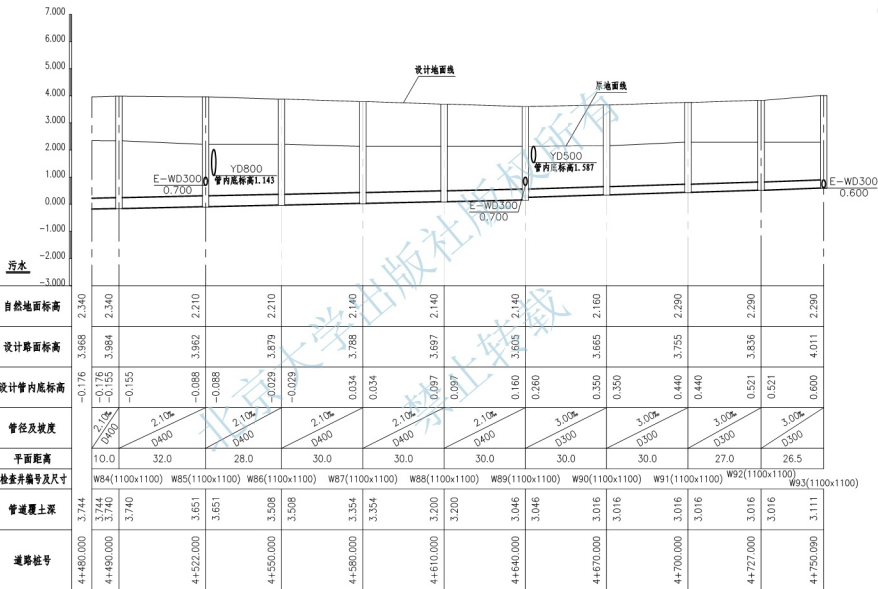 7.000
6.000
5.000
4.000
3.000
2.000
1.000
0.000
-1.000
-2.000
-3.000
设计地面线
原地面线
E-WD300
0.700
YD800
管内底标高1.143
E-WD300
0.700
YD500
管内底标高1.587
E-WD300
0.600
污水
自然地面标高 2.340 2.340 2.210 2.210 2.140 2.140 2.140 2.160 2.290 2.290 2.290
设计路面标高 3.968 3.984 3.962 3.879 3.788 3.697 3.605 3.665 3.755 3.836 4.011
设计管内底标高 -0.176 -0.176 -0.155 -0.155 -0.088 -0.088 -0.029 -0.029 0.034 0.034 0.097 0.097 0.160 0.260 0.350 0.350 0.440 0.440 0.521 0.521 0.600
管径及坡度 2.10‰ D400 2.10‰ D400 2.10‰ D400 2.10‰ D400 2.10‰ D400 2.10‰ D400 3.00‰ D300 3.00‰ D300 3.00‰ D300 3.00‰ D300
平面距离 10.0 32.0 28.0 30.0 30.0 30.0 30.0 30.0 27.0 26.5
检查井编号及尺寸 W84(1100x1100) W85(1100x1100) W86(1100x1100) W87(1100x1100) W88(1100x1100) W89(1100x1100) W90(1100x1100) W91(1100x1100) W92(1100x1100) W93(1100x1100)
管道覆土深 3.744 3.744 3.740 3.740 3.651 3.651 3.508 3.508 3.354 3.354 3.200 3.200 3.046 3.046 3.016 3.016 3.016 3.016 3.016 3.016 3.111
道路桩号 4+480.000 4+490.000 4+522.000 4+550.000 4+580.000 4+610.000 4+640.000 4+670.000 4+700.000 4+727.000 4+750.090
北京大学出版社版权所有
禁止转载